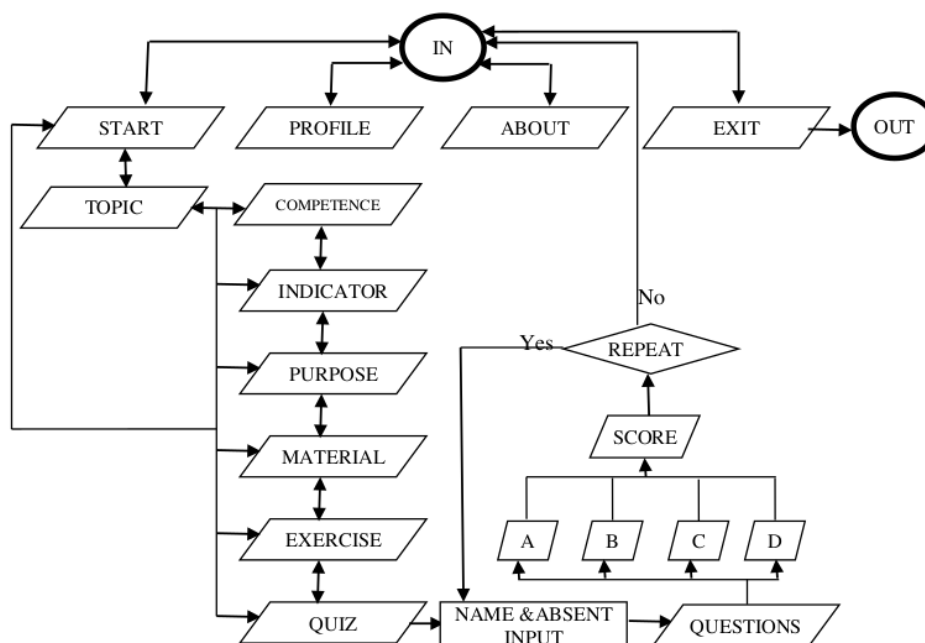 IN
START
PROFILE
ABOUT
EXIT
OUT
TOPIC
COMPETENCE
INDICATOR
No
Yes
REPEAT
PURPOSE
SCORE
MATERIAL
A
B
C
D
EXERCISE
QUIZ
NAME &ABSENT
INPUT
QUESTIONS